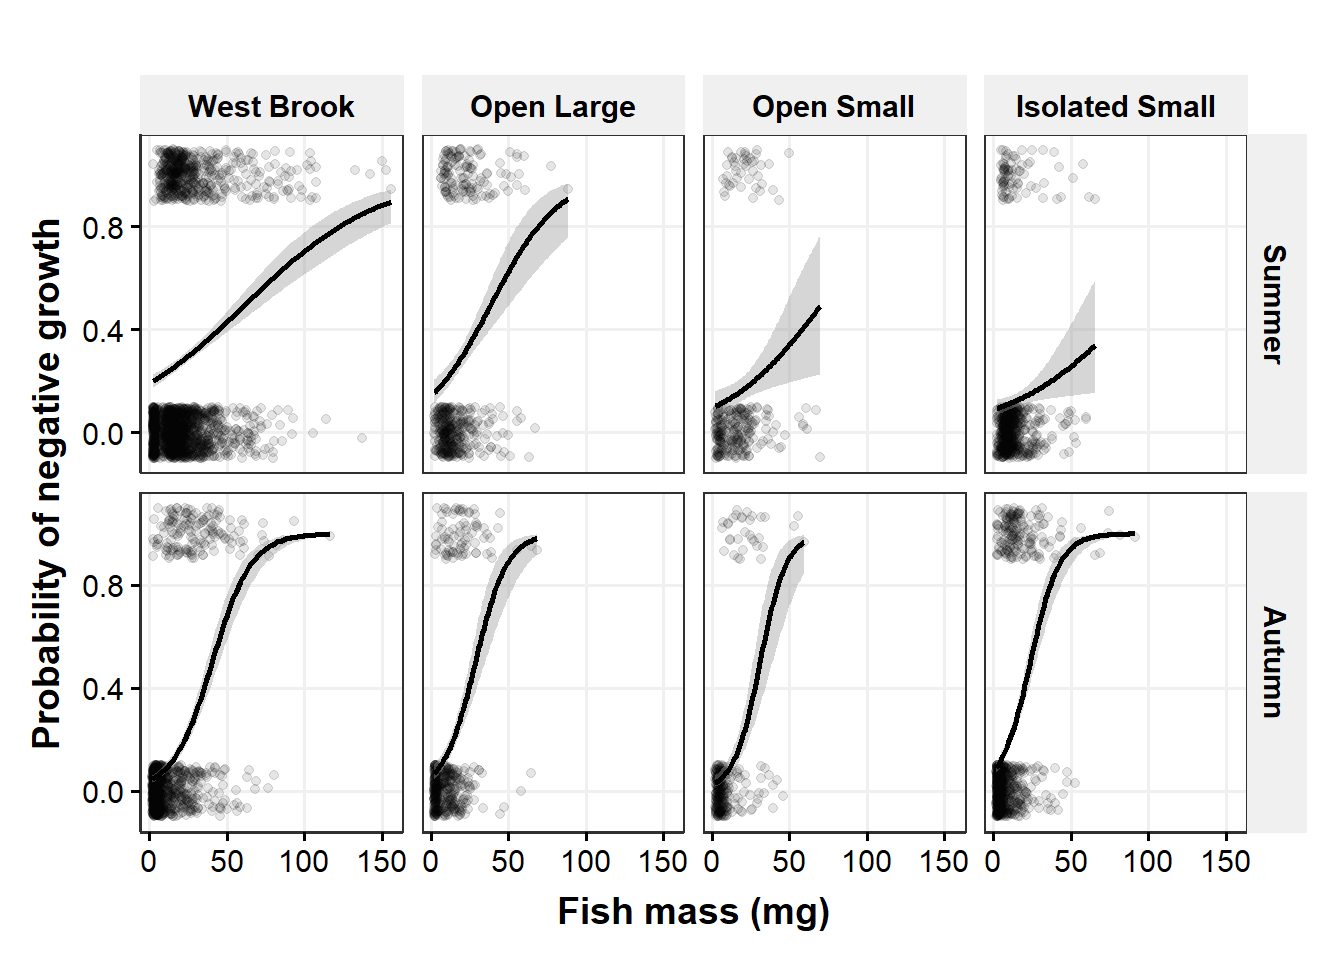 West Brook Open Large Open Small Isolated Small
Probability of negative growth
0.8
0.4
0.0
Summer
0.8
0.4
0.0
Autumn
0 50 100 150 0 50 100 150 0 50 100 150 0 50 100 150
Fish mass (mg)